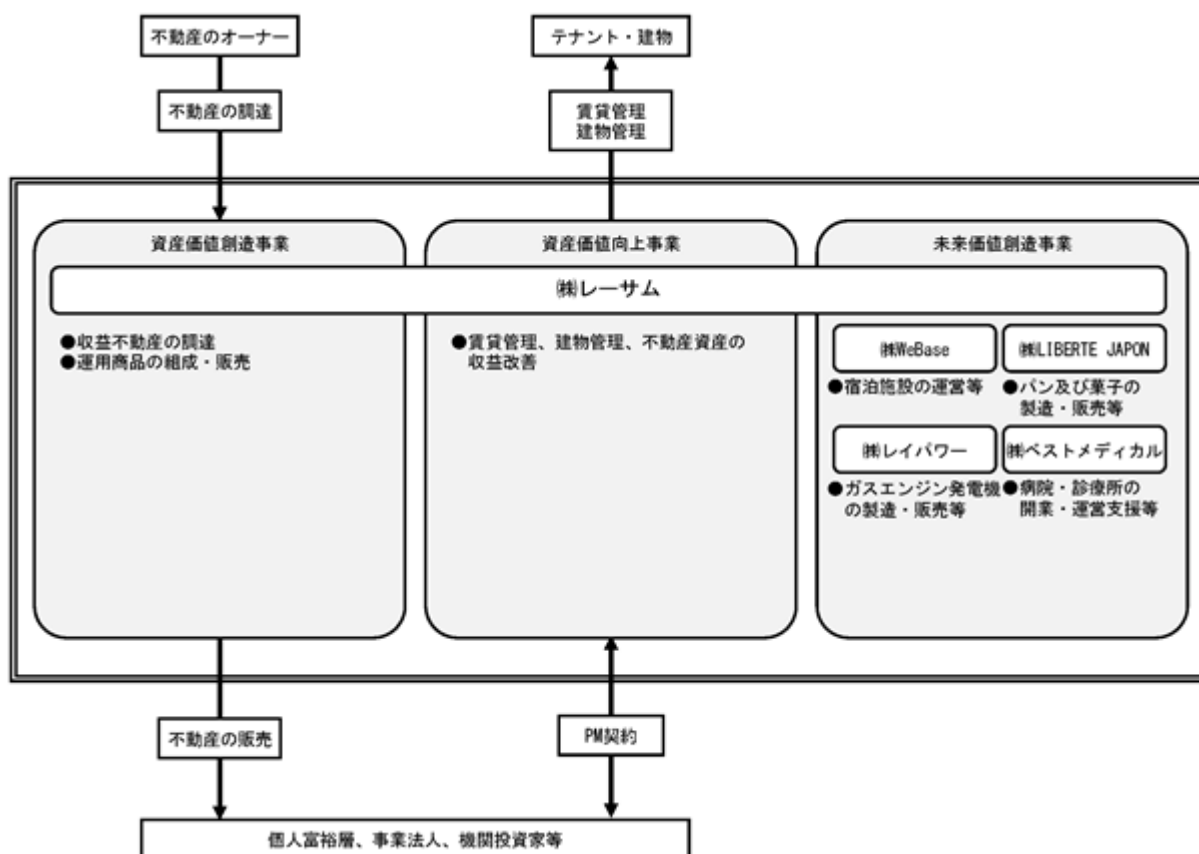 不動産のオーナー
テナント・建物
不動産の調達
賃貸管理
建物管理
資産価値創造事業
資産価値向上事業
未来価値創造事業
㈱レーサム
●収益不動産の調達
●運用商品の組成・販売
●賃貸管理、建物管理、不動産資産の
収益改善
㈱WeBase
●宿泊施設の運営等
㈱LIBERTE JAPON
●パン及び菓子の
製造・販売等
㈱レイパワー
●ガスエンジン発電機
の製造・販売等
㈱ベストメディカル
●病院・診療所の
開業・運営支援等
不動産の販売
PM契約
個人富裕層、事業法人、機関投資家等